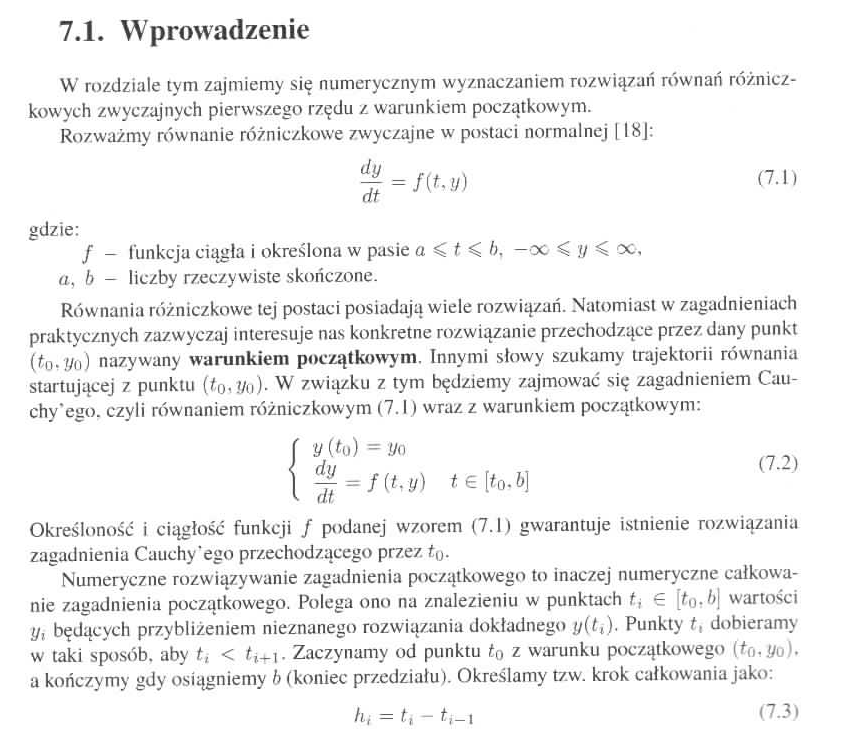 7.1. Wprowadzenie
W rozdziale tym zajmiemy się numerycznym wyznaczaniem rozwiązań równań różnicz-
kowych zwyczajnych pierwszego rzędu z warunkiem początkowym.
Rozważmy równanie różniczkowe zwyczajne w postaci normalnej [18]:
dy/dt = f(t, y) (7.1)
gdzie:
f – funkcja ciągła i określona w pasie a ⩽ t ⩽ b, −∞ ⩽ y ⩽ ∞,
a, b – liczby rzeczywiste skończone.
Równania różniczkowe tej postaci posiadają wiele rozwiązań. Natomiast w zagadnieniach
praktycznych zazwyczaj interesuje nas konkretne rozwiązanie przechodzące przez dany punkt
(t₀, y₀) nazywany warunkiem początkowym. Innymi słowy szukamy trajektorii równania
startującej z punktu (t₀, y₀). W związku z tym będziemy zajmować się zagadnieniem Cau-
chy'ego, czyli równaniem różniczkowym (7.1) wraz z warunkiem początkowym:
{ y (t₀) = y₀
dy/dt = f (t, y) t ∈ [t₀, b] (7.2)
Określoność i ciągłość funkcji f podanej wzorem (7.1) gwarantuje istnienie rozwiązania
zagadnienia Cauchy'ego przechodzącego przez t₀.
Numeryczne rozwiązywanie zagadnienia początkowego to inaczej numeryczne całkowa-
nie zagadnienia początkowego. Polega ono na znalezieniu w punktach tᵢ ∈ [t₀, b] wartości
yᵢ będących przybliżeniem nieznanego rozwiązania dokładnego y(tᵢ). Punkty tᵢ dobieramy
w taki sposób, aby tᵢ < tᵢ₊₁. Zaczynamy od punktu t₀ z warunku początkowego (t₀, y₀),
a kończymy gdy osiągniemy b (koniec przedziału). Określamy tzw. krok całkowania jako:
hᵢ = tᵢ − tᵢ₋₁ (7.3)